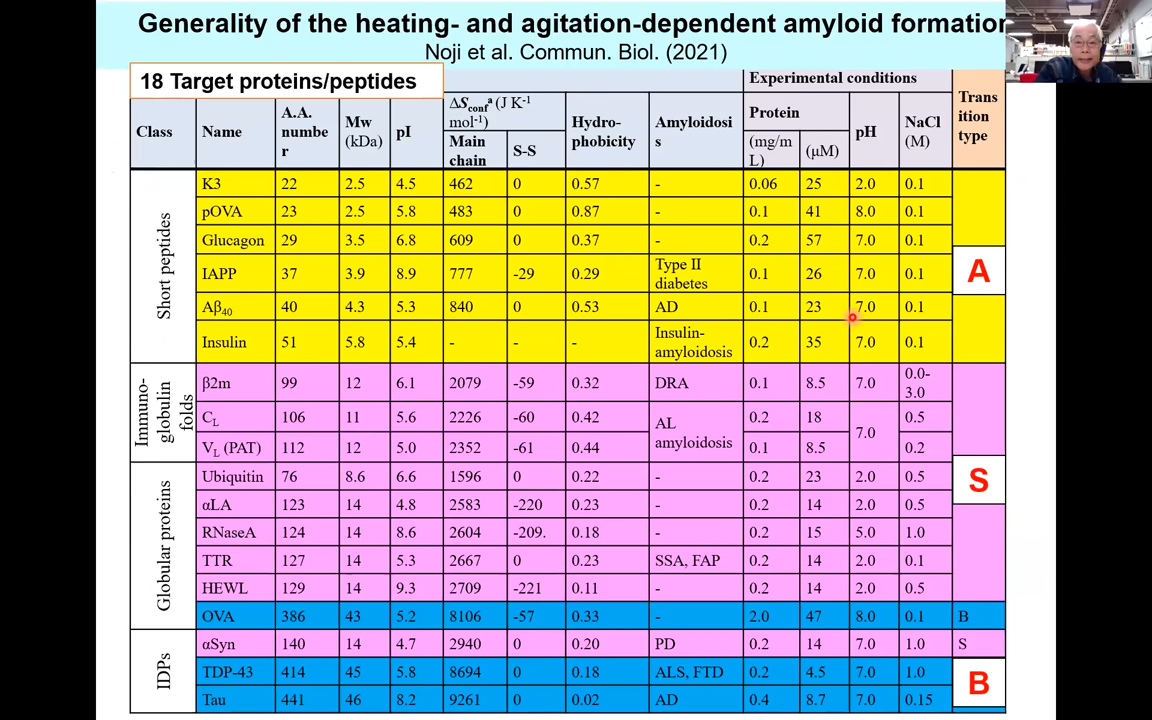 Generality of the heating- and agitation-dependent amyloid formation
Noji et al. Commun. Biol. (2021)
18 Target proteins/peptides
Experimental conditions
Class Name A.A. numbe r Mw (kDa) pI ΔSconfᵃ (J K-1 mol-1) Main chain S-S Hydro-phobicity Amyloidosi s Protein (mg/m L) (μM) pH NaCl (M) Trans ition type
Short peptides
K3 22 2.5 4.5 462 0 0.57 - 0.06 25 2.0 0.1
pOVA 23 2.5 5.8 483 0 0.87 - 0.1 41 8.0 0.1
Glucagon 29 3.5 6.8 609 0 0.37 - 0.2 57 7.0 0.1
IAPP 37 3.9 8.9 777 -29 0.29 Type II diabetes 0.1 26 7.0 0.1
A
Aβ40 40 4.3 5.3 840 0 0.53 AD 0.1 23 7.0 0.1
Insulin 51 5.8 5.4 - - - Insulin-amyloidosis 0.2 35 7.0 0.1
Immuno-globulin folds
β2m 99 12 6.1 2079 -59 0.32 DRA 0.1 8.5 7.0 0.0-3.0
CL 106 11 5.6 2226 -60 0.42 AL amyloidosis 0.2 18 7.0 0.5
VL (PAT) 112 12 5.0 2352 -61 0.44 0.1 8.5 0.2
Globular proteins
Ubiquitin 76 8.6 6.6 1596 0 0.22 - 0.2 23 2.0 0.5
S
αLA 123 14 4.8 2583 -220 0.23 - 0.2 14 2.0 0.5
RNaseA 124 14 8.6 2604 -209. 0.18 - 0.2 15 5.0 1.0
TTR 127 14 5.3 2667 0 0.23 SSA, FAP 0.2 14 2.0 0.1
HEWL 129 14 9.3 2709 -221 0.11 - 0.2 14 2.0 0.5
OVA 386 43 5.2 8106 -57 0.33 - 2.0 47 8.0 0.1 B
IDPs
αSyn 140 14 4.7 2940 0 0.20 PD 0.2 14 7.0 1.0 S
TDP-43 414 45 5.8 8694 0 0.18 ALS, FTD 0.2 4.5 7.0 1.0
B
Tau 441 46 8.2 9261 0 0.02 AD 0.4 8.7 7.0 0.15